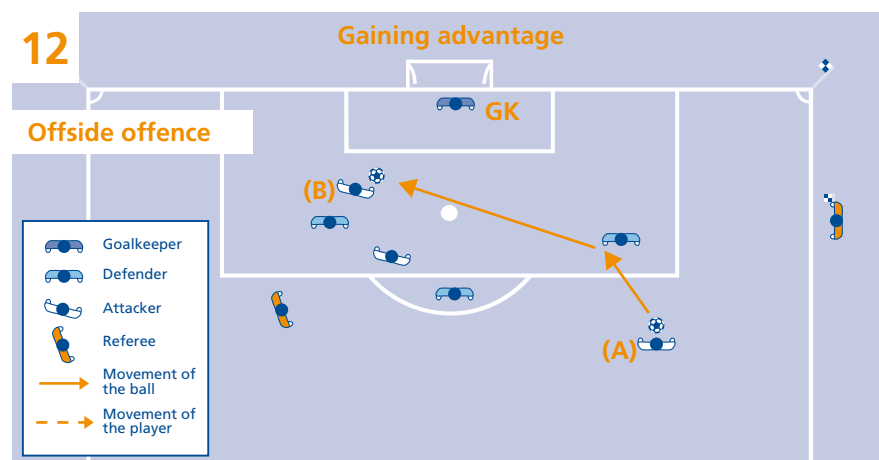 12
Gaining advantage
GK
Offside offence
(B)
(A)
Goalkeeper
Defender
Attacker
Referee
Movement of
the ball
Movement of
the player